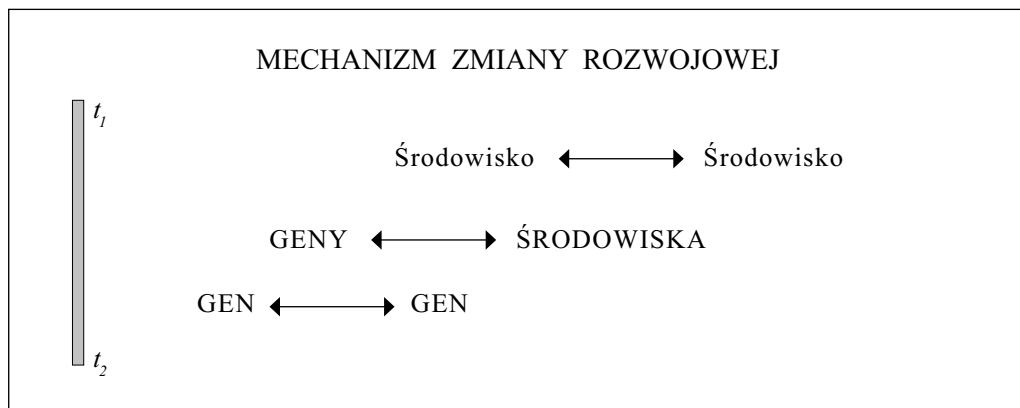 MECHANIZM ZMIANY ROZWOJOWEJ
t₁
Środowisko Środowisko
GENY ŚRODOWISKA
GEN GEN
t₂